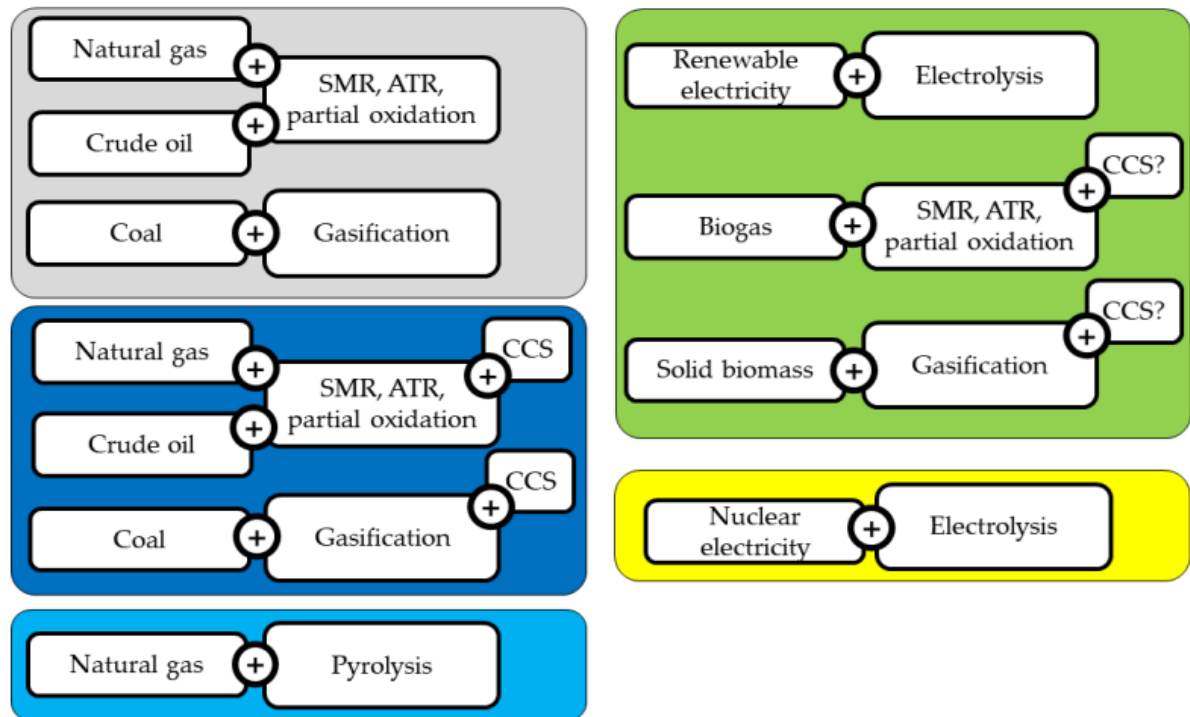 Natural gas
+
SMR, ATR,
partial oxidation
+
Crude oil
Coal
+
Gasification
Natural gas
+
SMR, ATR,
partial oxidation
+
CCS
Crude oil
+
Coal
+
Gasification
+
CCS
Natural gas
+
Pyrolysis
Renewable
electricity
+
Electrolysis
Biogas
+
SMR, ATR,
partial oxidation
+
CCS?
Solid biomass
+
Gasification
+
CCS?
Nuclear
electricity
+
Electrolysis